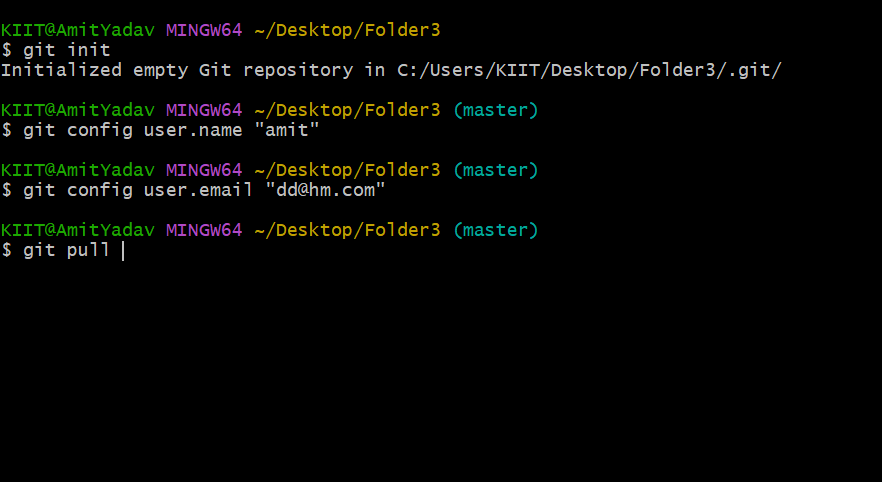 KIIT@AmitYadav MINGW64 ~/Desktop/Folder3
$ git init
Initialized empty Git repository in C:/Users/KIIT/Desktop/Folder3/.git/
KIIT@AmitYadav MINGW64 ~/Desktop/Folder3 (master)
$ git config user.name "amit"
KIIT@AmitYadav MINGW64 ~/Desktop/Folder3 (master)
$ git config user.email "dd@hm.com"
KIIT@AmitYadav MINGW64 ~/Desktop/Folder3 (master)
$ git pull